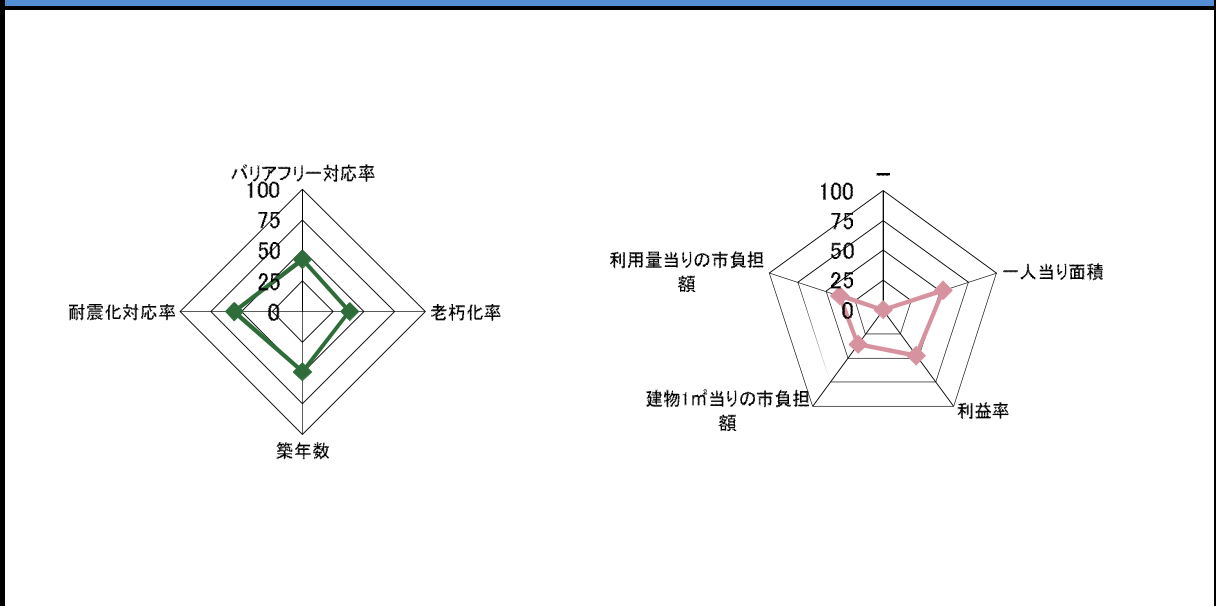 バリアフリー対応率
100
75
50
25
0
耐震化対応率
老朽化率
築年数
ー
100
75
50
25
0
利用量当りの市負担
額
一人当り面積
建物1㎡当りの市負担
額
利益率